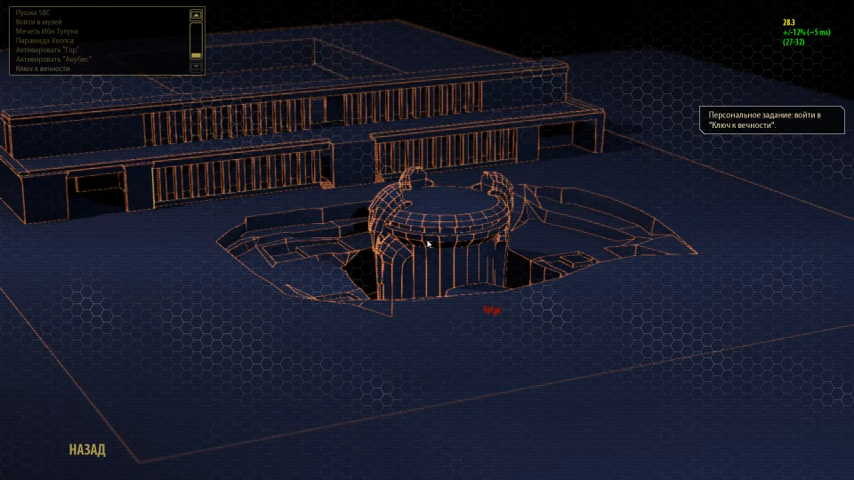 Пушка SBC
Войти в музей
Мечеть Ибн Тулуна
Пирамида Хеопса
Активировать "Гор"
Активировать "Анубис"
Ключ к вечности
28.3
+/-12% (~5 ms)
(27-32)
Персональное задание: войти в
"Ключ к вечности".
НАЗАД